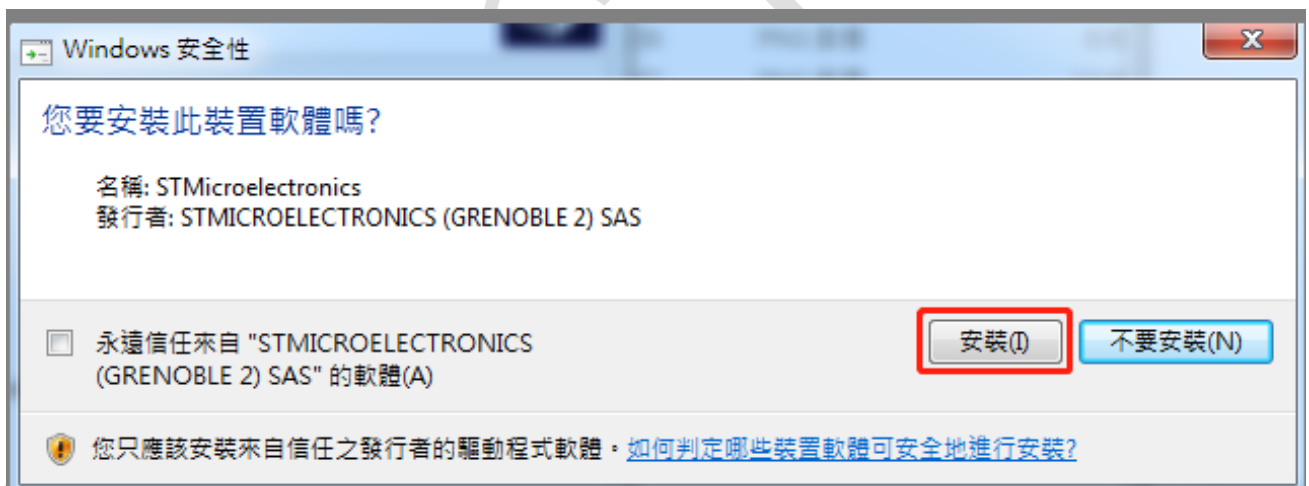 Windows 安全性
您要安裝此裝置軟體嗎?
名稱: STMicroelectronics
發行者: STMICROELECTRONICS (GRENOBLE 2) SAS
永遠信任來自 "STMICROELECTRONICS
(GRENOBLE 2) SAS" 的軟體(A)
安裝(I)
不要安裝(N)
您只應該安裝來自信任之發行者的驅動程式軟體。如何判定哪些裝置軟體可安全地進行安裝?